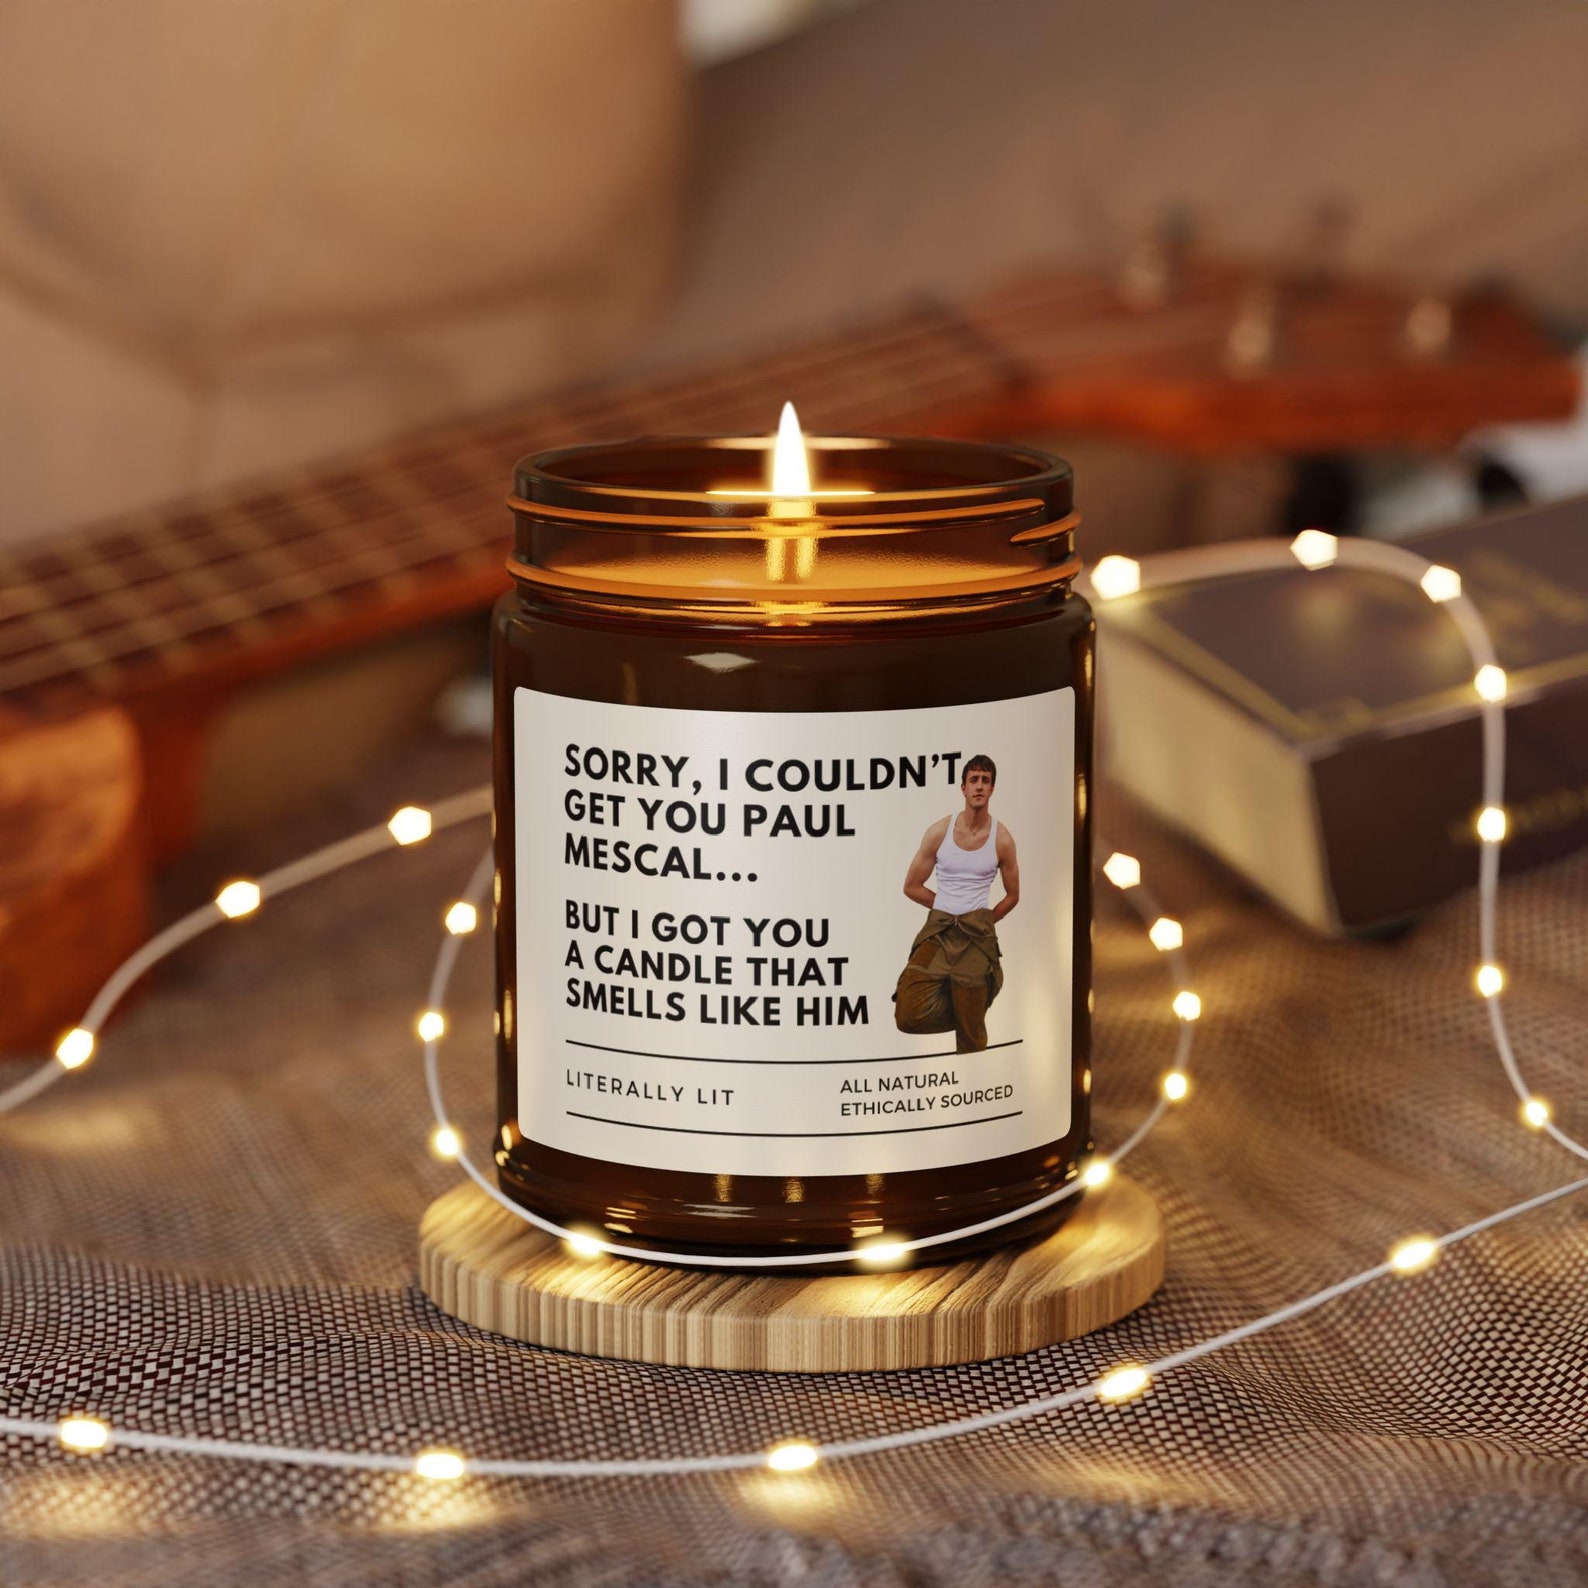 SORRY, I COULDN'T
GET YOU PAUL
MESCAL...
BUT I GOT YOU
A CANDLE THAT
SMELLS LIKE HIM
LITERALLY LIT
ALL NATURAL
ETHICALLY SOURCED